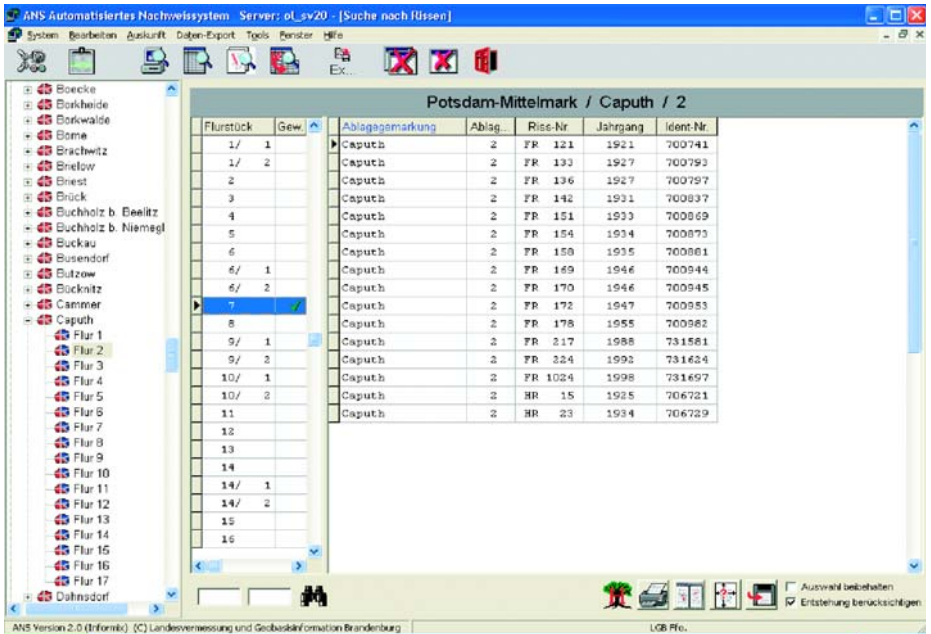 ANS Automatisiertes Nachweissystem Server: ol_sv20 - [Suche nach Rissen]
System Bearbeiten Auskunft Daten-Export Tools Fenster Hilfe
Ex...
Boecke
Borkheide
Borkwalde
Borne
Brachwitz
Brielow
Briest
Brück
Buchholz b. Beelitz
Buchholz b. Niemegl
Buckau
Busendorf
Butzow
Bücknitz
Cammer
Caputh
Flur 1
Flur 2
Flur 3
Flur 4
Flur 5
Flur 6
Flur 7
Flur 8
Flur 9
Flur 10
Flur 11
Flur 12
Flur 13
Flur 14
Flur 15
Flur 16
Flur 17
Dahnsdorf
Potsdam-Mittelmark / Caputh / 2
Flurstück Gew.
1/ 1
1/ 2
2
3
4
5
6
6/ 1
6/ 2
7
8
9/ 1
9/ 2
10/ 1
10/ 2
11
12
13
14
14/ 1
14/ 2
15
16
Ablagegemarkung Ablag... Riss-Nr. Jahrgang Ident-Nr.
Caputh 2 FR 121 1921 700741
Caputh 2 FR 133 1927 700793
Caputh 2 FR 136 1927 700797
Caputh 2 FR 142 1931 700837
Caputh 2 FR 151 1933 700869
Caputh 2 FR 154 1934 700873
Caputh 2 FR 158 1935 700881
Caputh 2 FR 169 1946 700944
Caputh 2 FR 170 1946 700945
Caputh 2 FR 172 1947 700953
Caputh 2 FR 178 1955 700982
Caputh 2 FR 217 1988 731581
Caputh 2 FR 224 1992 731624
Caputh 2 FR 1024 1998 731697
Caputh 2 HR 15 1925 706721
Caputh 2 HR 23 1934 706729
Auswahl beibehalten
Entstehung berücksichtigen
ANS Version 2.0 (Informix) (C) Landesvermessung und Geobasisinformation Brandenburg
LGB Ffo.